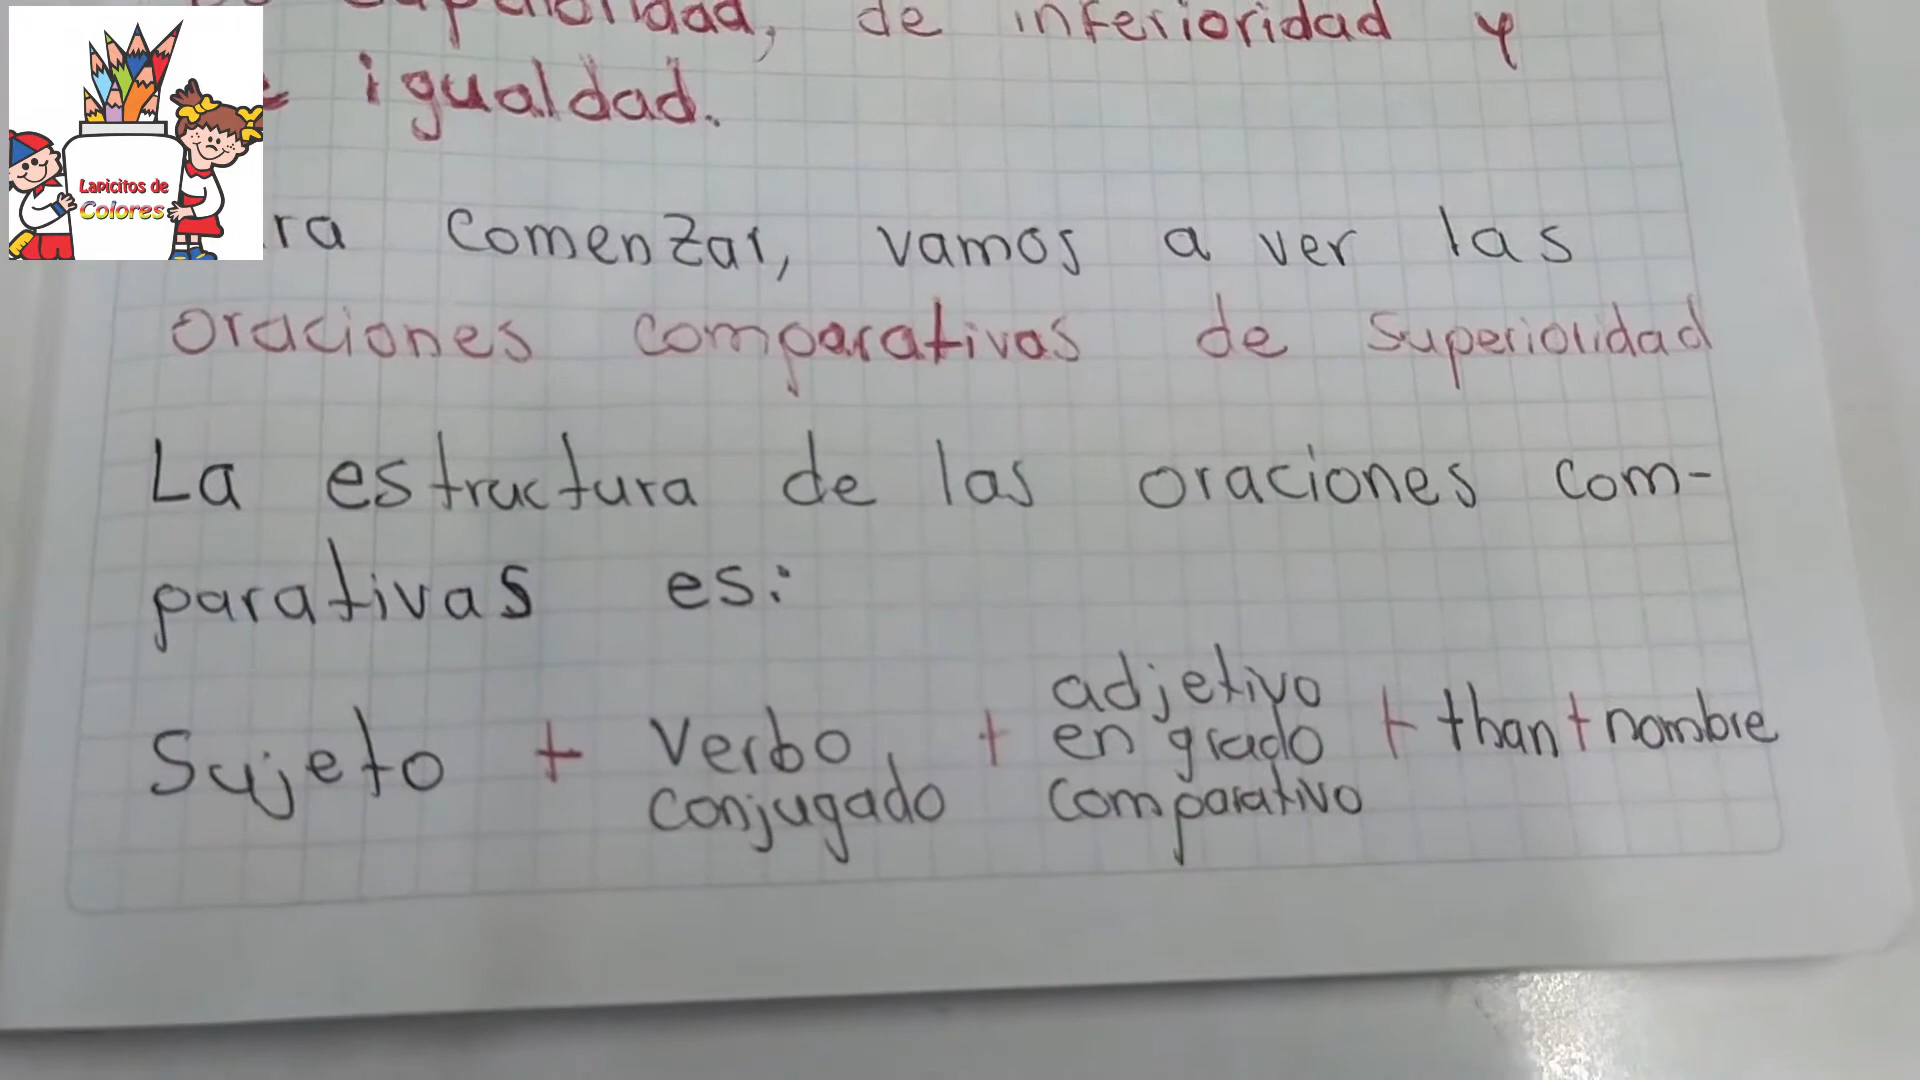 superioridad, de inferioridad y
igualdad.
Lapicitos de
Colores
ra comenzar, vamos a ver las
oraciones comparativas de superioridad
La estructura de las oraciones com-
parativas es:
Sujeto + verbo conjugado + adjetivo en grado comparativo + than + nombre